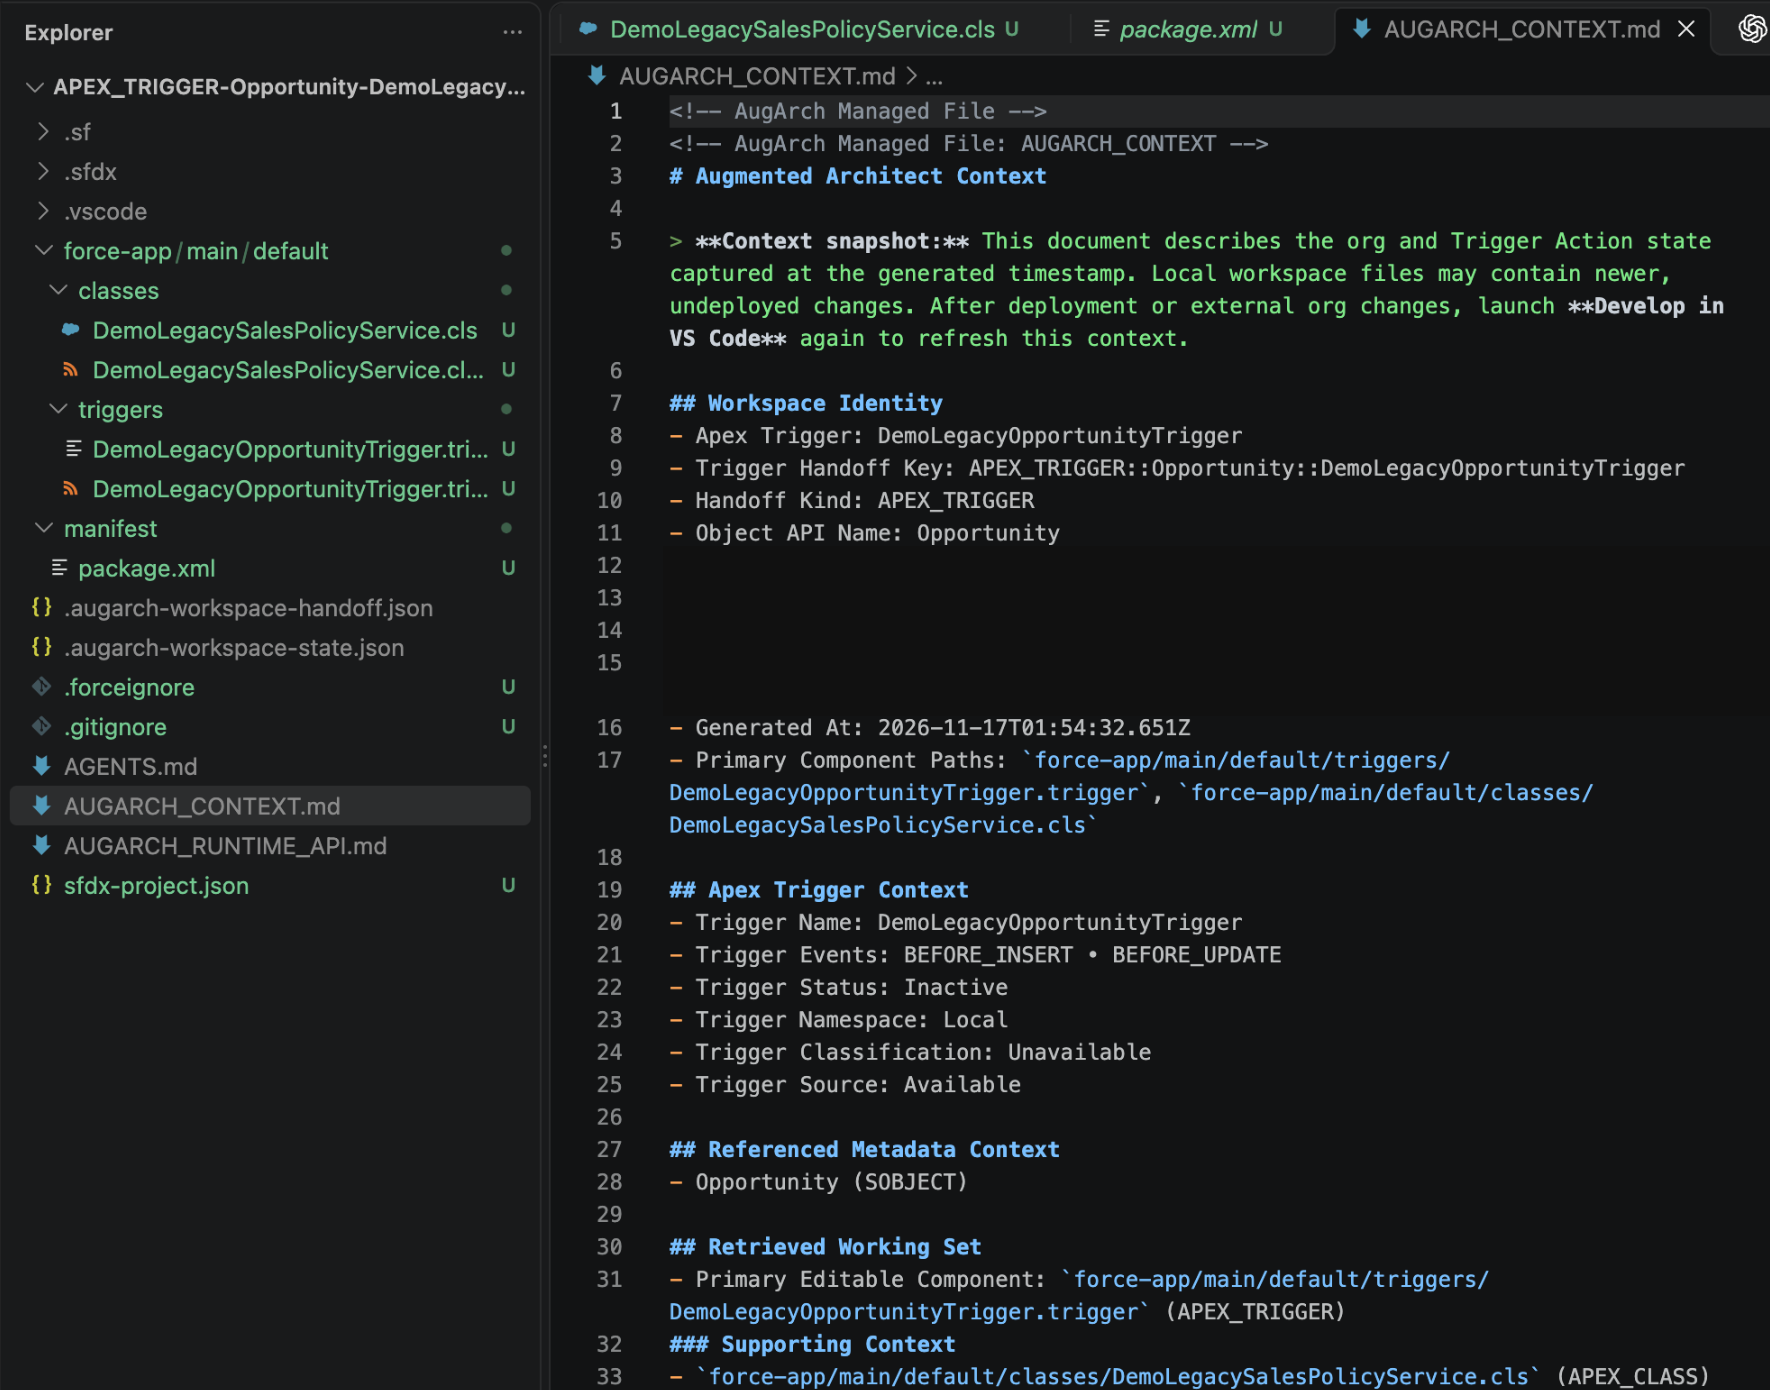 Explorer
APEX_TRIGGER-Opportunity-DemoLegacy...
.sf
.sfdx
.vscode
force-app/main/default
classes
DemoLegacySalesPolicyService.cls U
DemoLegacySalesPolicyService.cl... U
triggers
DemoLegacyOpportunityTrigger.tri... U
DemoLegacyOpportunityTrigger.tri... U
manifest
package.xml U
{} .augarch-workspace-handoff.json
{} .augarch-workspace-state.json
.forceignore U
.gitignore U
AGENTS.md
AUGARCH_CONTEXT.md
AUGARCH_RUNTIME_API.md
{} sfdx-project.json U
DemoLegacySalesPolicyService.cls U
package.xml U
AUGARCH_CONTEXT.md
AUGARCH_CONTEXT.md > ...
1 <!-- AugArch Managed File -->
2 <!-- AugArch Managed File: AUGARCH_CONTEXT -->
3 # Augmented Architect Context
4
5 > **Context snapshot:** This document describes the org and Trigger Action state
captured at the generated timestamp. Local workspace files may contain newer,
undeployed changes. After deployment or external org changes, launch **Develop in
VS Code** again to refresh this context.
6
7 ## Workspace Identity
8 - Apex Trigger: DemoLegacyOpportunityTrigger
9 - Trigger Handoff Key: APEX_TRIGGER::Opportunity::DemoLegacyOpportunityTrigger
10 - Handoff Kind: APEX_TRIGGER
11 - Object API Name: Opportunity
12
13
14
15
16 - Generated At: 2026-11-17T01:54:32.651Z
17 - Primary Component Paths: `force-app/main/default/triggers/
DemoLegacyOpportunityTrigger.trigger`, `force-app/main/default/classes/
DemoLegacySalesPolicyService.cls`
18
19 ## Apex Trigger Context
20 - Trigger Name: DemoLegacyOpportunityTrigger
21 - Trigger Events: BEFORE_INSERT • BEFORE_UPDATE
22 - Trigger Status: Inactive
23 - Trigger Namespace: Local
24 - Trigger Classification: Unavailable
25 - Trigger Source: Available
26
27 ## Referenced Metadata Context
28 - Opportunity (SOBJECT)
29
30 ## Retrieved Working Set
31 - Primary Editable Component: `force-app/main/default/triggers/
DemoLegacyOpportunityTrigger.trigger` (APEX_TRIGGER)
32 ### Supporting Context
33 - `force-app/main/default/classes/DemoLegacySalesPolicyService.cls` (APEX_CLASS)